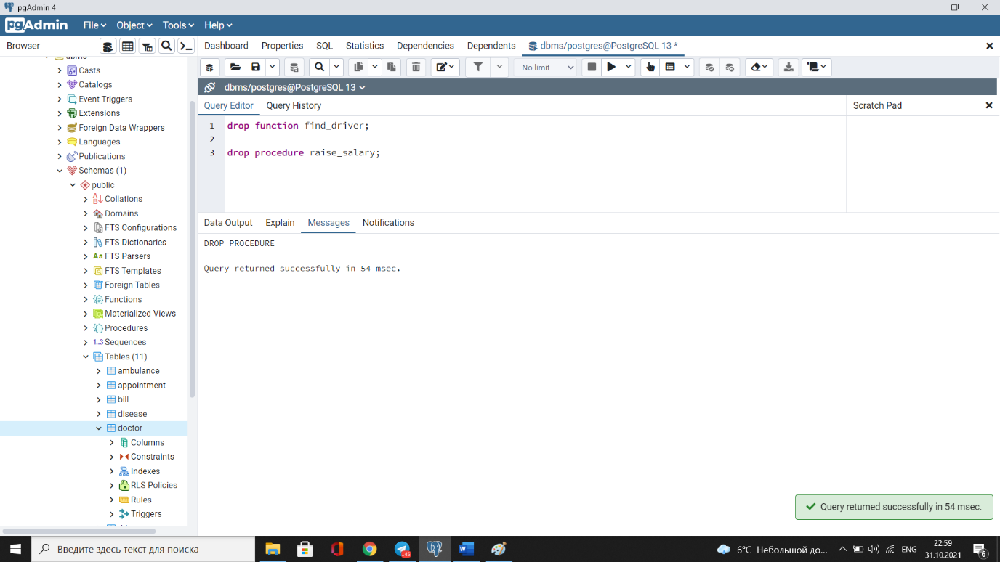 pgAdmin 4
pgAdmin File Object Tools Help
Browser
Dashboard Properties SQL Statistics Dependencies Dependents dbms/postgres@PostgreSQL 13 *
No limit
dbms/postgres@PostgreSQL 13
Query Editor Query History
Scratch Pad
1 drop function find_driver;
2
3 drop procedure raise_salary;
Data Output Explain Messages Notifications
DROP PROCEDURE
Query returned successfully in 54 msec.
dbms
Casts
Catalogs
Event Triggers
Extensions
Foreign Data Wrappers
Languages
Publications
Schemas (1)
public
Collations
Domains
FTS Configurations
FTS Dictionaries
Aa FTS Parsers
FTS Templates
Foreign Tables
Functions
Materialized Views
Procedures
1..3 Sequences
Tables (11)
ambulance
appointment
bill
disease
doctor
Columns
Constraints
Indexes
RLS Policies
Rules
Triggers
Query returned successfully in 54 msec.
Введите здесь текст для поиска
45
6°C Небольшой до...
ENG
22:59
31.10.2021
6